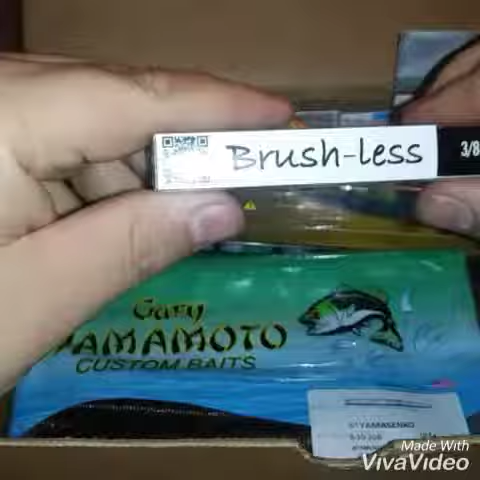 Brush-less
3/8
Gary
YAMAMOTO
CUSTOM BAITS
Made With
VivaVideo